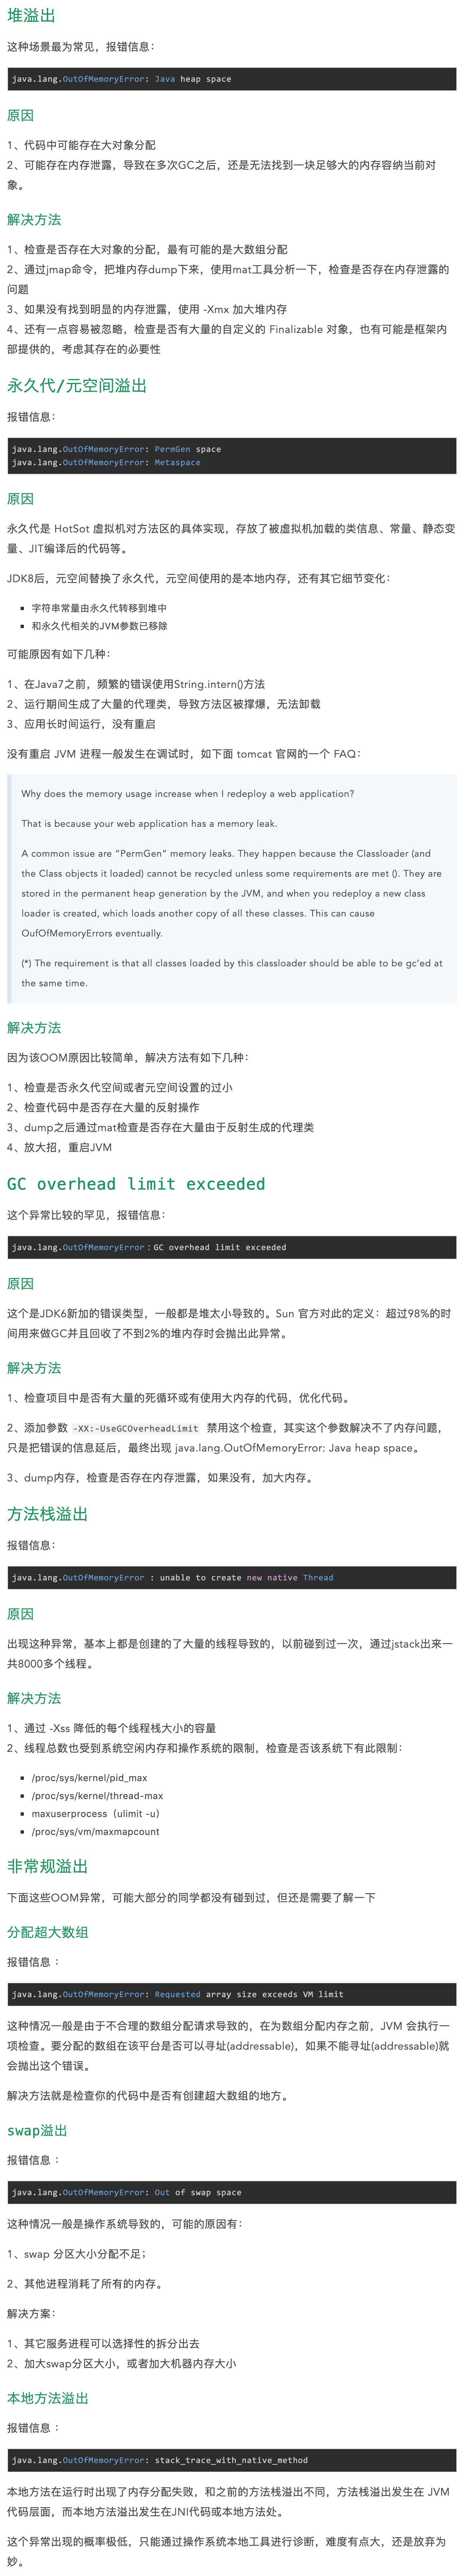 堆溢出
这种场景最为常见，报错信息：
java.lang.OutOfMemoryError: Java heap space
原因
1、代码中可能存在大对象分配
2、可能存在内存泄露，导致在多次GC之后，还是无法找到一块足够大的内存容纳当前对
象。
解决方法
1、检查是否存在大对象的分配，最有可能的是大数组分配
2、通过jmap命令，把堆内存dump下来，使用mat工具分析一下，检查是否存在内存泄露的
问题
3、如果没有找到明显的内存泄露，使用 -Xmx 加大堆内存
4、还有一点容易被忽略，检查是否有大量的自定义的 Finalizable 对象，也有可能是框架内
部提供的，考虑其存在的必要性
永久代/元空间溢出
报错信息：
java.lang.OutOfMemoryError: PermGen space
java.lang.OutOfMemoryError: Metaspace
原因
永久代是 HotSot 虚拟机对方法区的具体实现，存放了被虚拟机加载的类信息、常量、静态变
量、JIT编译后的代码等。
JDK8后，元空间替换了永久代，元空间使用的是本地内存，还有其它细节变化：
▪ 字符串常量由永久代转移到堆中
▪ 和永久代相关的JVM参数已移除
可能原因有如下几种：
1、在Java7之前，频繁的错误使用String.intern()方法
2、运行期间生成了大量的代理类，导致方法区被撑爆，无法卸载
3、应用长时间运行，没有重启
没有重启 JVM 进程一般发生在调试时，如下面 tomcat 官网的一个 FAQ：
Why does the memory usage increase when I redeploy a web application?
That is because your web application has a memory leak.
A common issue are “PermGen” memory leaks. They happen because the Classloader (and
the Class objects it loaded) cannot be recycled unless some requirements are met (). They are
stored in the permanent heap generation by the JVM, and when you redeploy a new class
loader is created, which loads another copy of all these classes. This can cause
OufOfMemoryErrors eventually.
(*) The requirement is that all classes loaded by this classloader should be able to be gc’ed at
the same time.
解决方法
因为该OOM原因比较简单，解决方法有如下几种：
1、检查是否永久代空间或者元空间设置的过小
2、检查代码中是否存在大量的反射操作
3、dump之后通过mat检查是否存在大量由于反射生成的代理类
4、放大招，重启JVM
GC overhead limit exceeded
这个异常比较的罕见，报错信息：
java.lang.OutOfMemoryError：GC overhead limit exceeded
原因
这个是JDK6新加的错误类型，一般都是堆太小导致的。Sun 官方对此的定义：超过98%的时
间用来做GC并且回收了不到2%的堆内存时会抛出此异常。
解决方法
1、检查项目中是否有大量的死循环或有使用大内存的代码，优化代码。
2、添加参数 -XX:-UseGCOverheadLimit 禁用这个检查，其实这个参数解决不了内存问题，
只是把错误的信息延后，最终出现 java.lang.OutOfMemoryError: Java heap space。
3、dump内存，检查是否存在内存泄露，如果没有，加大内存。
方法栈溢出
报错信息：
java.lang.OutOfMemoryError : unable to create new native Thread
原因
出现这种异常，基本上都是创建的了大量的线程导致的，以前碰到过一次，通过jstack出来一
共8000多个线程。
解决方法
1、通过 -Xss 降低的每个线程栈大小的容量
2、线程总数也受到系统空闲内存和操作系统的限制，检查是否该系统下有此限制：
▪ /proc/sys/kernel/pid_max
▪ /proc/sys/kernel/thread-max
▪ maxuserprocess（ulimit -u）
▪ /proc/sys/vm/maxmapcount
非常规溢出
下面这些OOM异常，可能大部分的同学都没有碰到过，但还是需要了解一下
分配超大数组
报错信息 ：
java.lang.OutOfMemoryError: Requested array size exceeds VM limit
这种情况一般是由于不合理的数组分配请求导致的，在为数组分配内存之前，JVM 会执行一
项检查。要分配的数组在该平台是否可以寻址(addressable)，如果不能寻址(addressable)就
会抛出这个错误。
解决方法就是检查你的代码中是否有创建超大数组的地方。
swap溢出
报错信息 ：
java.lang.OutOfMemoryError: Out of swap space
这种情况一般是操作系统导致的，可能的原因有：
1、swap 分区大小分配不足；
2、其他进程消耗了所有的内存。
解决方案：
1、其它服务进程可以选择性的拆分出去
2、加大swap分区大小，或者加大机器内存大小
本地方法溢出
报错信息 ：
java.lang.OutOfMemoryError: stack_trace_with_native_method
本地方法在运行时出现了内存分配失败，和之前的方法栈溢出不同，方法栈溢出发生在 JVM
代码层面，而本地方法溢出发生在JNI代码或本地方法处。
这个异常出现的概率极低，只能通过操作系统本地工具进行诊断，难度有点大，还是放弃为
妙。